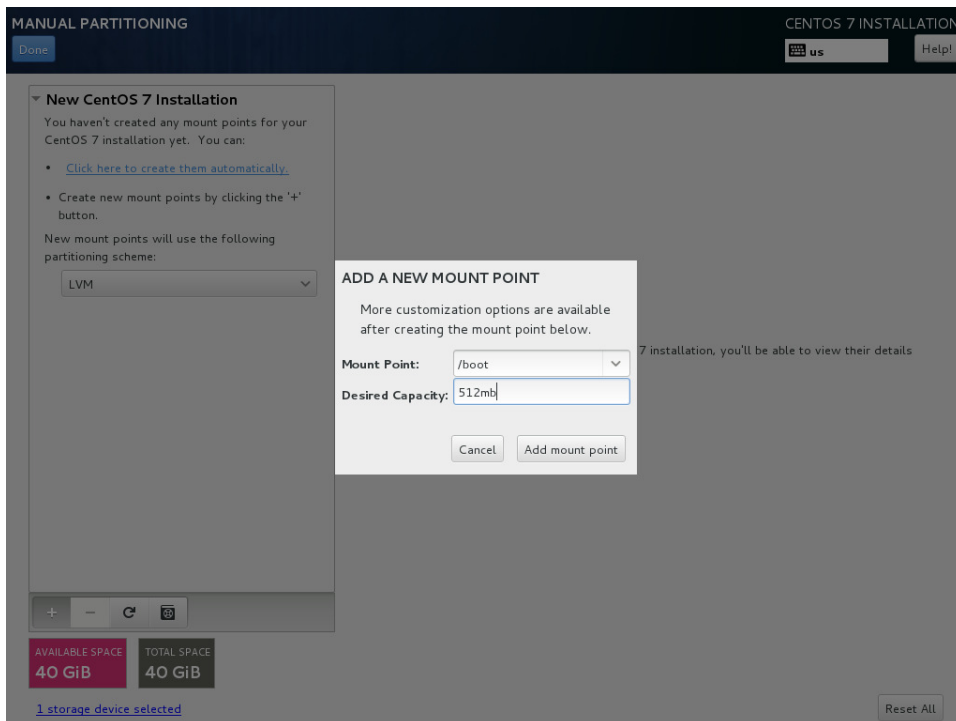 MANUAL PARTITIONING
CENTOS 7 INSTALLATION
Done
us
Help!
New CentOS 7 Installation
You haven't created any mount points for your
CentOS 7 installation yet. You can:
• Click here to create them automatically.
• Create new mount points by clicking the '+'
button.
New mount points will use the following
partitioning scheme:
LVM
ADD A NEW MOUNT POINT
More customization options are available
after creating the mount point below.
Mount Point:
/boot
Desired Capacity:
512mb
Cancel
Add mount point
7 installation, you'll be able to view their details
+
−
AVAILABLE SPACE
40 GiB
TOTAL SPACE
40 GiB
1 storage device selected
Reset All